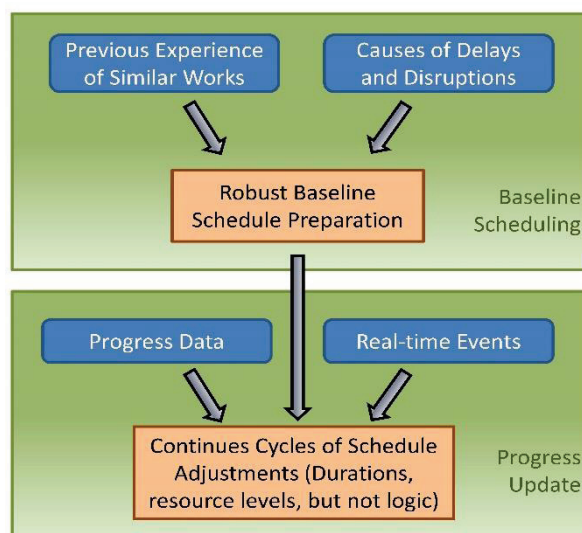 Previous Experience
of Similar Works
Causes of Delays
and Disruptions
Robust Baseline
Schedule Preparation
Baseline
Scheduling
Progress Data
Real-time Events
Continues Cycles of Schedule
Adjustments (Durations,
resource levels, but not logic)
Progress
Update